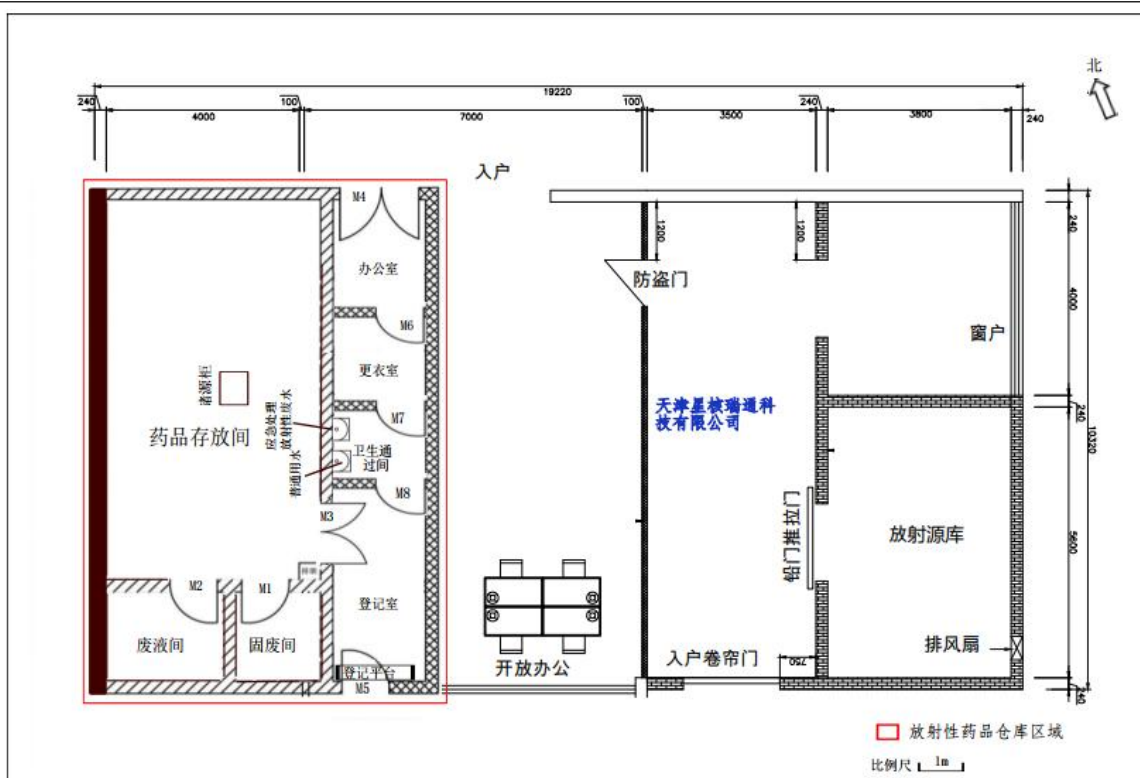 北
19220
240
100
100
240
4000
7000
3500
3800
240
入户
M4
1200
1200
240
办公室
防盗门
M6
4000
窗户
更衣室
诸源柜
应急处理
放射性废水
M7
天津星核瑞通科
技有限公司
240
10320
药品存放间
卫生通
过间
普通用水
M8
M3
铅门推拉门
放射源库
5600
M2
M1
登记室
废液间
固废间
排风扇
登记平台
开放办公
入户卷帘门
750
M5
240
放射性药品仓库区域
比例尺
1m